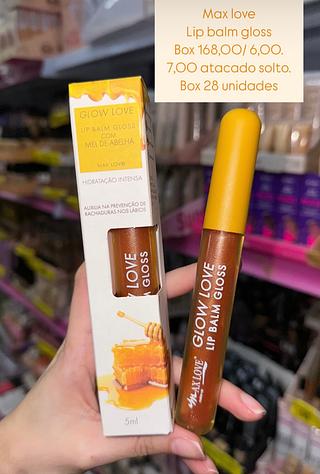 Max love
Lip balm gloss
Box 168,00/ 6,00.
7,00 atacado solto.
Box 28 unidades
GLOW LOVE
LIP BALM GLOSS
COM
MEL DE ABELHA
MAX LOVE
HIDRATAÇÃO INTENSA
AUXILIA NA PREVENÇÃO DE
RACHADURAS NOS LÁBIOS
W LOVE
M GLOSS
5ml
GLOW LOVE
LIP BALM GLOSS
MAX LOVE